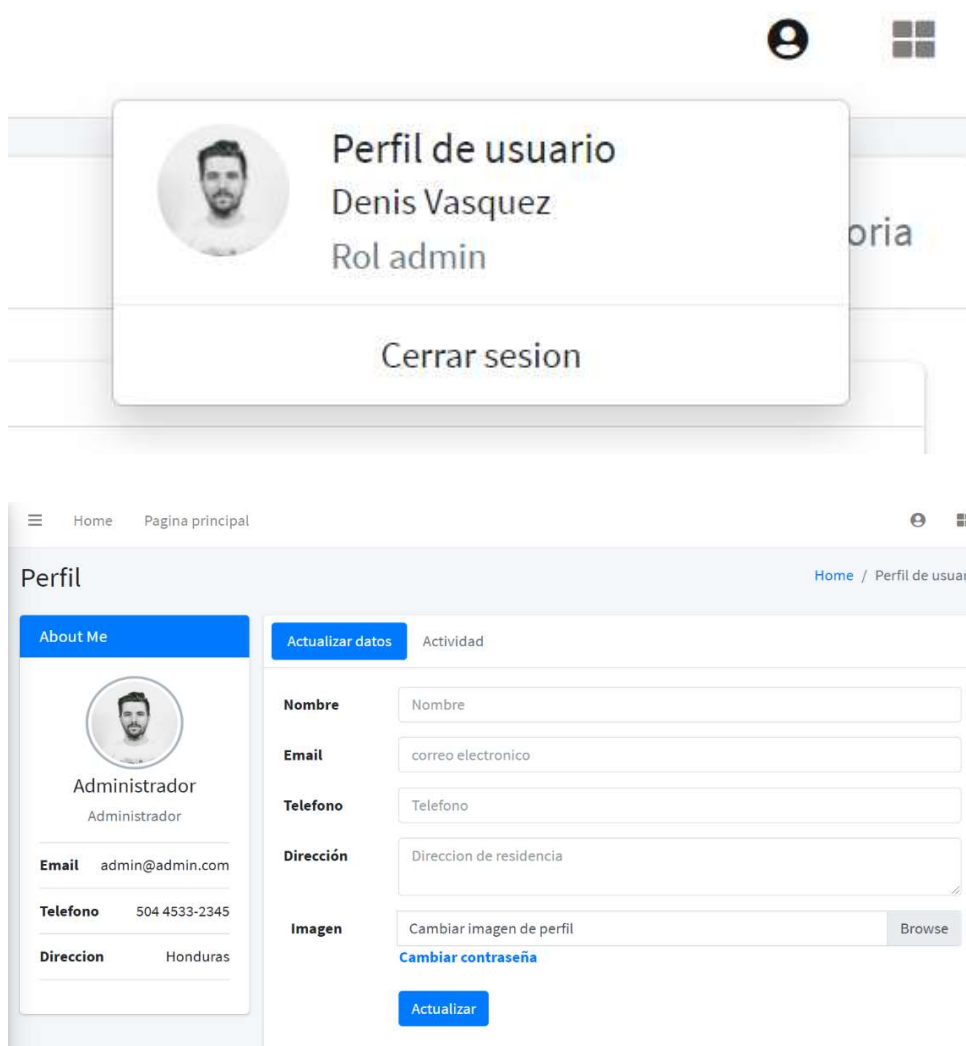 Perfil de usuario
Denis Vasquez
Rol admin
oria
Cerrar sesion
Home Pagina principal
Perfil
Home / Perfil de usuar
About Me
Administrador
Administrador
Email admin@admin.com
Telefono 504 4533-2345
Direccion Honduras
Actualizar datos Actividad
Nombre Nombre
Email correo electronico
Telefono Telefono
Dirección Direccion de residencia
Imagen Cambiar imagen de perfil Browse
Cambiar contraseña
Actualizar